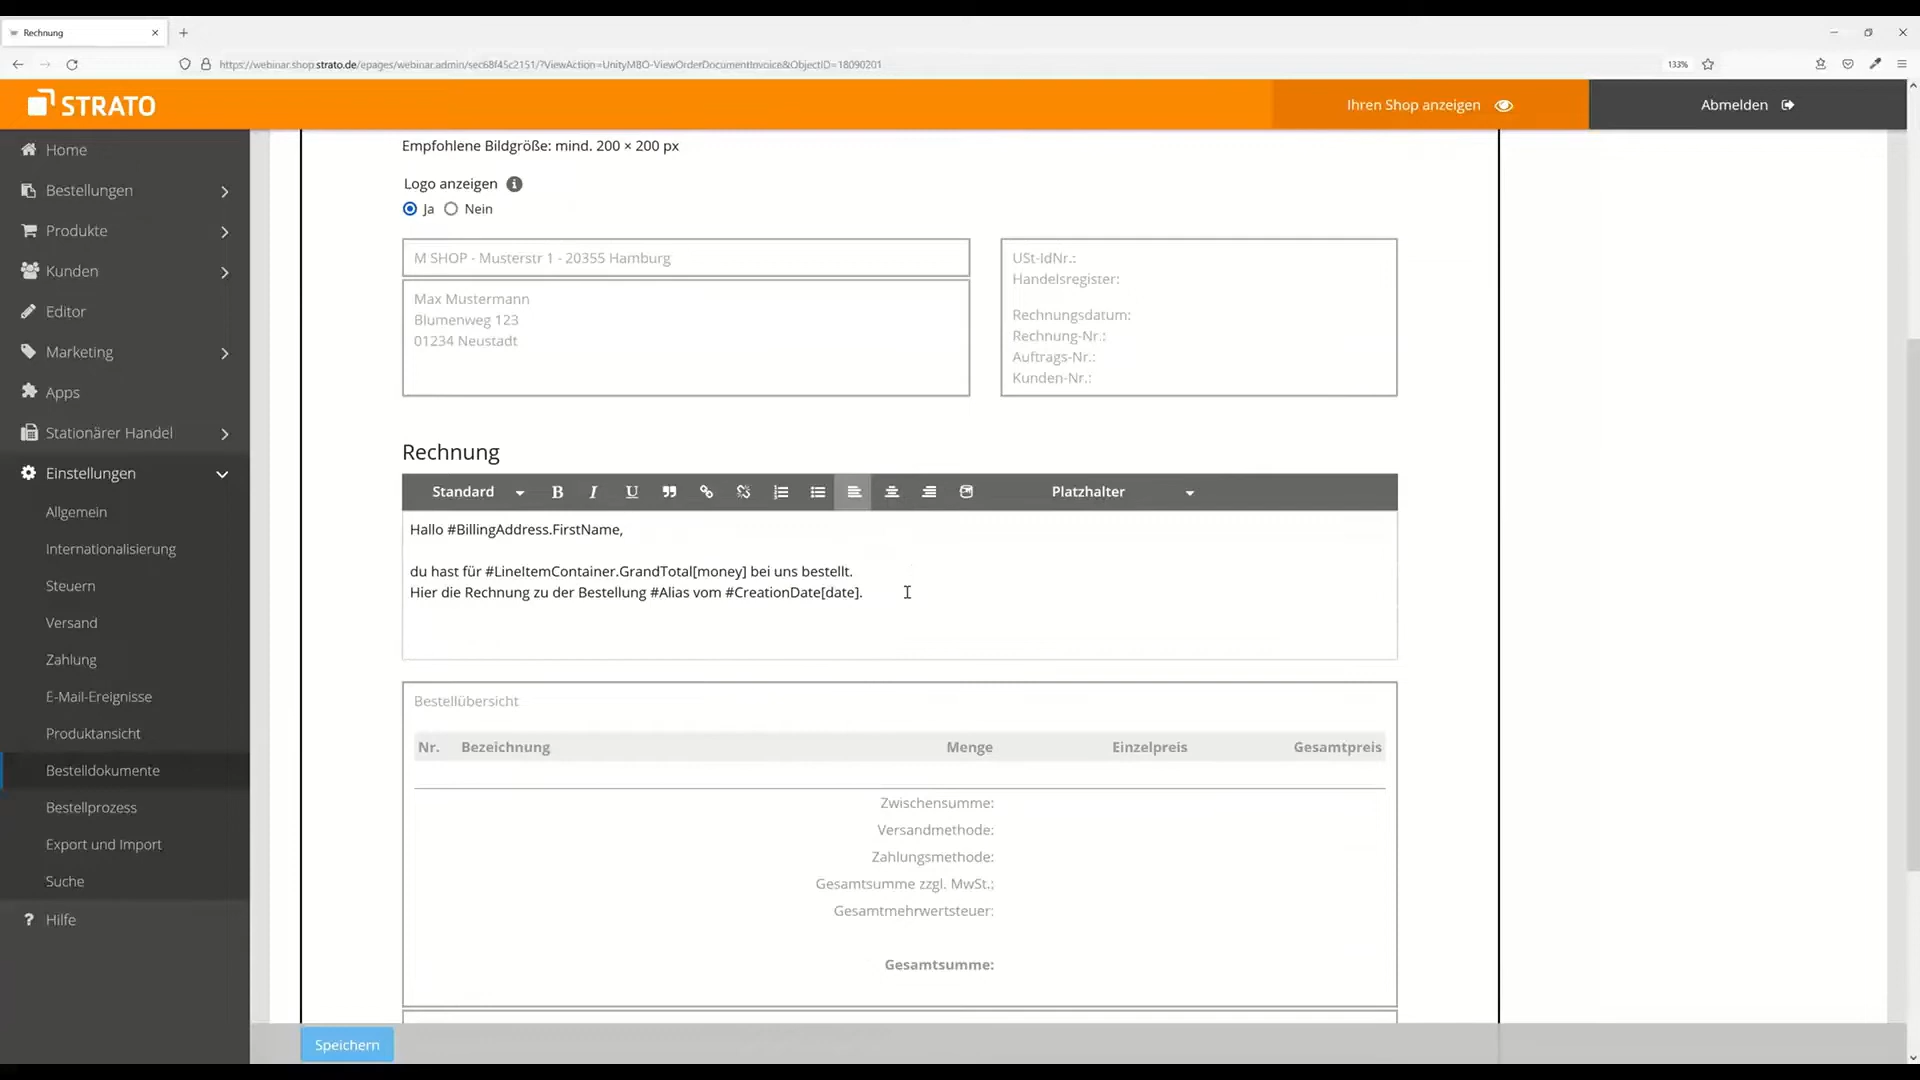 Rechnung
https://webinar.shop.strato.de/epages/webinar.admin/sec68f45c2151/?ViewAction=UnityMBO-ViewOrderDocumentInvoice&ObjectID=18090201
133%
STRATO
Ihren Shop anzeigen
Abmelden
Home
Bestellungen
Produkte
Kunden
Editor
Marketing
Apps
Stationärer Handel
Einstellungen
Allgemein
Internationalisierung
Steuern
Versand
Zahlung
E-Mail-Ereignisse
Produktansicht
Bestelldokumente
Bestellprozess
Export und Import
Suche
? Hilfe
Empfohlene Bildgröße: mind. 200 × 200 px
Logo anzeigen
Ja Nein
M SHOP - Musterstr 1 - 20355 Hamburg
Max Mustermann
Blumenweg 123
01234 Neustadt
USt-IdNr.:
Handelsregister:
Rechnungsdatum:
Rechnung-Nr.:
Auftrags-Nr.:
Kunden-Nr.:
Rechnung
Standard B I U Platzhalter
Hallo #BillingAddress.FirstName,
du hast für #LineItemContainer.GrandTotal[money] bei uns bestellt.
Hier die Rechnung zu der Bestellung #Alias vom #CreationDate[date].
Bestellübersicht
Nr. Bezeichnung Menge Einzelpreis Gesamtpreis
Zwischensumme:
Versandmethode:
Zahlungsmethode:
Gesamtsumme zzgl. MwSt.:
Gesamtmehrwertsteuer:
Gesamtsumme:
Speichern